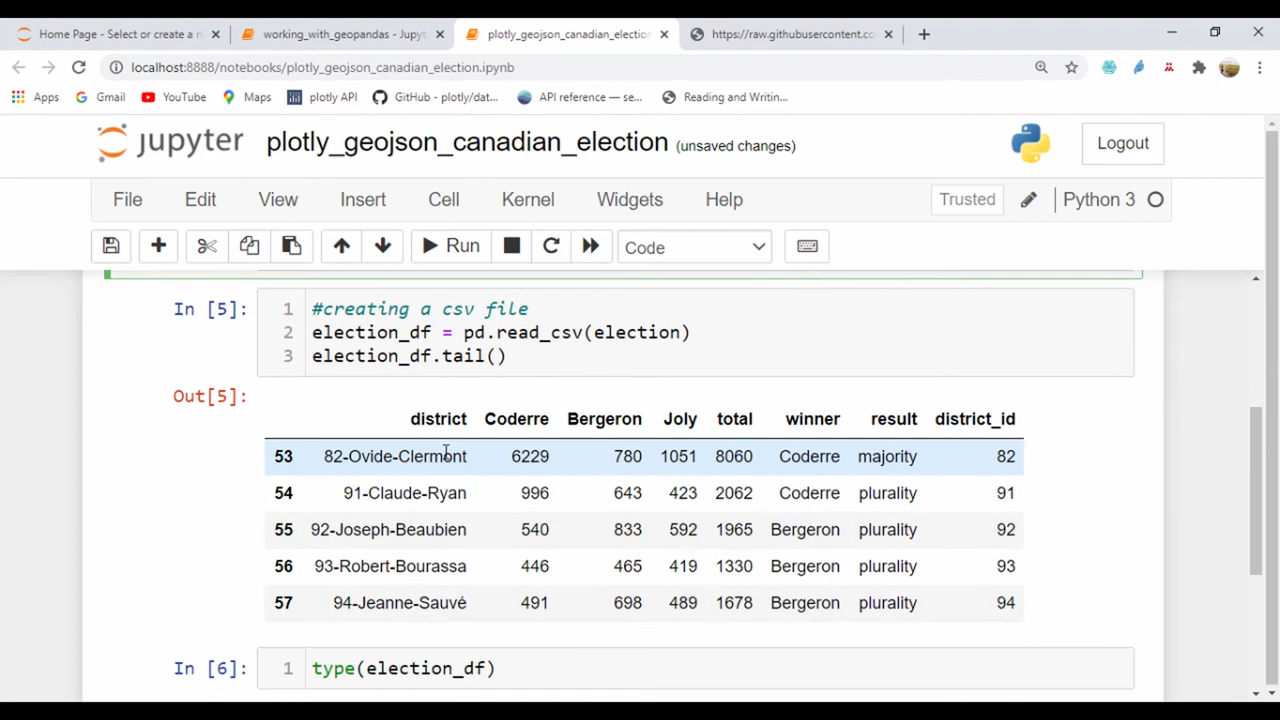 Home Page - Select or create a n
working_with_geopandas - Jupyt
plotly_geojson_canadian_election
https://raw.githubusercontent.co
localhost:8888/notebooks/plotly_geojson_canadian_election.ipynb
Apps Gmail YouTube Maps plotly API GitHub - plotly/dat... API reference — se... Reading and Writin...
jupyter plotly_geojson_canadian_election (unsaved changes) Logout
File Edit View Insert Cell Kernel Widgets Help Trusted Python 3
Run Code
In [5]: 1 #creating a csv file
2 election_df = pd.read_csv(election)
3 election_df.tail()
Out[5]:
district Coderre Bergeron Joly total winner result district_id
53 82-Ovide-Clermont 6229 780 1051 8060 Coderre majority 82
54 91-Claude-Ryan 996 643 423 2062 Coderre plurality 91
55 92-Joseph-Beaubien 540 833 592 1965 Bergeron plurality 92
56 93-Robert-Bourassa 446 465 419 1330 Bergeron plurality 93
57 94-Jeanne-Sauvé 491 698 489 1678 Bergeron plurality 94
In [6]: 1 type(election_df)